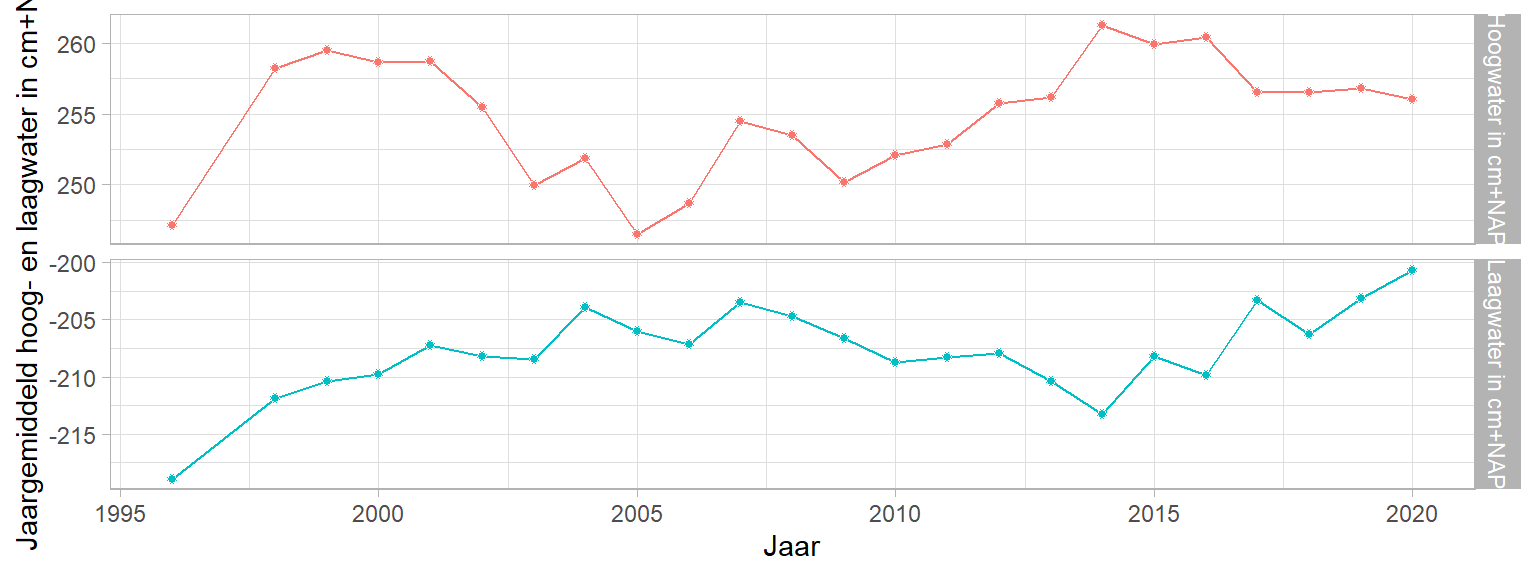 Jaargemiddeld hoog- en laagwater in cm+N
260
255
250
Hoogwater in cm+NAP
-200
-205
-210
-215
Laagwater in cm+NAP
1995 2000 2005 2010 2015 2020
Jaar